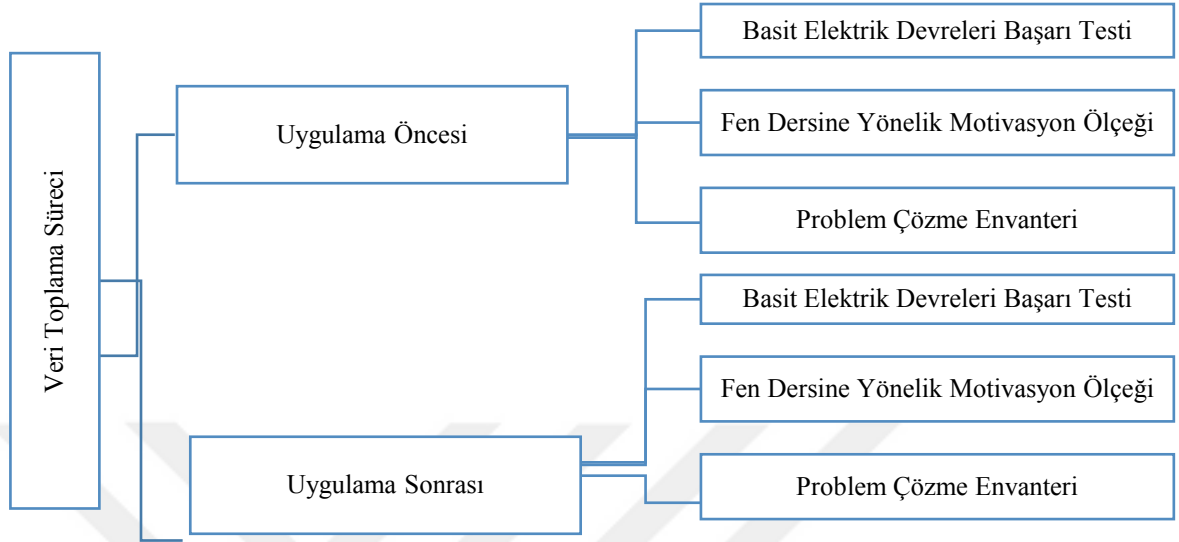 Veri Toplama Süreci
Uygulama Öncesi
Basit Elektrik Devreleri Başarı Testi
Fen Dersine Yönelik Motivasyon Ölçeği
Problem Çözme Envanteri
Uygulama Sonrası
Basit Elektrik Devreleri Başarı Testi
Fen Dersine Yönelik Motivasyon Ölçeği
Problem Çözme Envanteri